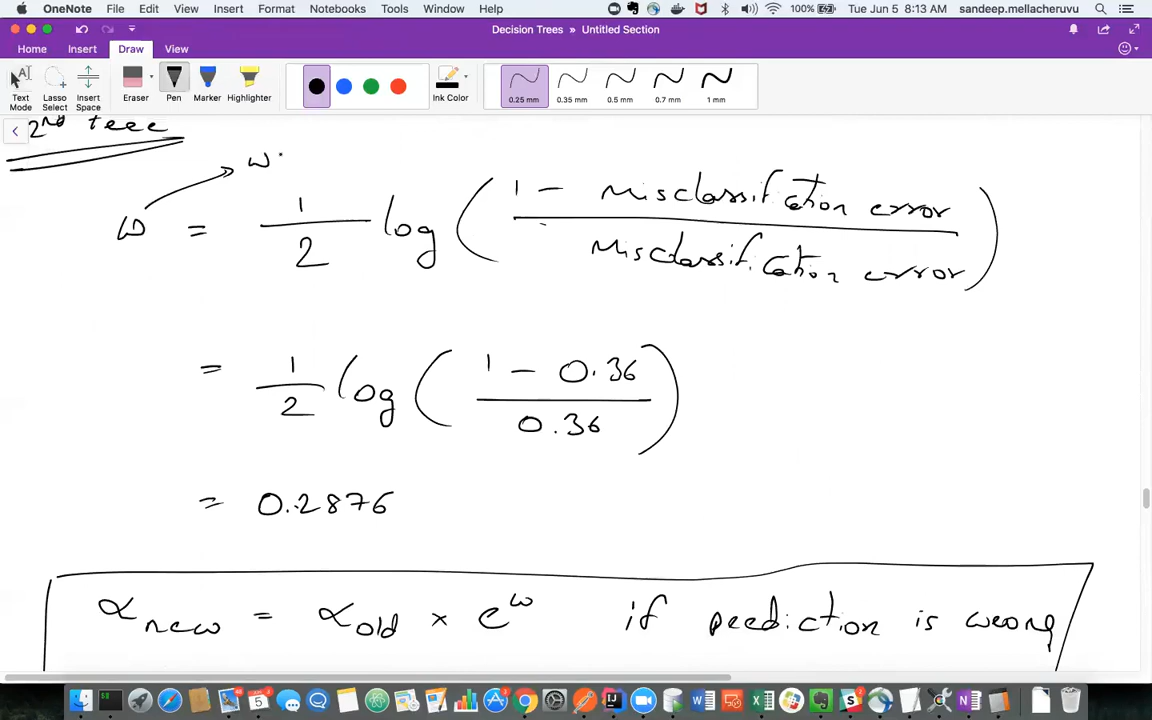 OneNote File Edit View Insert Format Notebooks Tools Window Help 100% Tue Jun 5 8:13 AM sandeep.mellacheruvu
Decision Trees » Untitled Section
Home Insert Draw View
Text Mode Lasso Select Insert Space Eraser Pen Marker Highlighter Ink Color 0.25 mm 0.35 mm 0.5 mm 0.7 mm 1 mm
2nd tree
w
w = 1/2 log ( 1 - misclassification error / misclassification error )
= 1/2 log ( 1 - 0.36 / 0.36 )
= 0.2876
∝new = ∝old × e^w if prediction is wrong